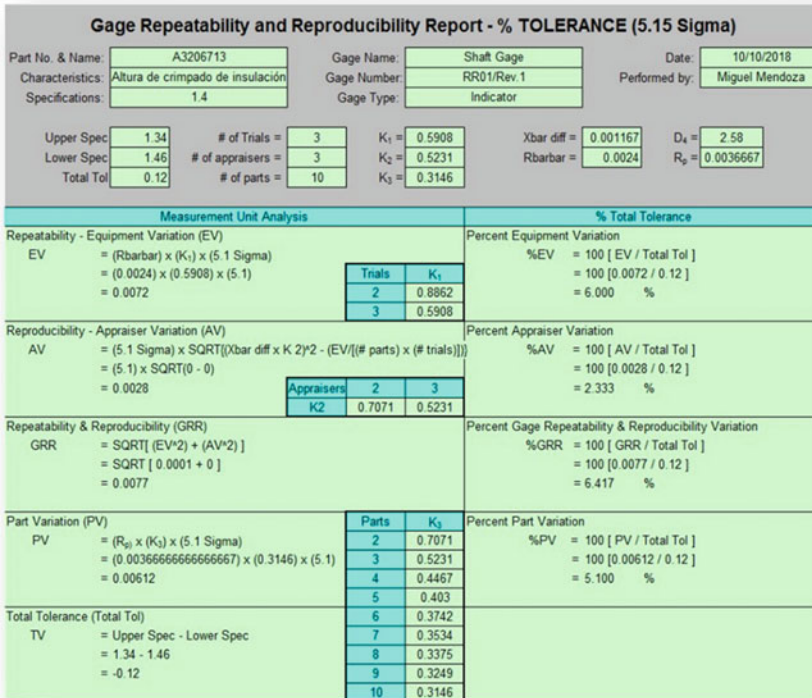 Gage Repeatability and Reproducibility Report - % TOLERANCE (5.15 Sigma)
Part No. & Name: A3206713 Gage Name: Shaft Gage Date: 10/10/2018
Characteristics: Altura de crimpado de insulación Gage Number: RR01/Rev.1 Performed by: Miguel Mendoza
Specifications: 1.4 Gage Type: Indicator
Upper Spec 1.34 # of Trials = 3 K₁ = 0.5908 Xbar diff = 0.001167 D₄ = 2.58
Lower Spec 1.46 # of appraisers = 3 K₂ = 0.5231 Rbarbar = 0.0024 Rₚ = 0.0036667
Total Tol 0.12 # of parts = 10 K₃ = 0.3146
Measurement Unit Analysis % Total Tolerance
Repeatability - Equipment Variation (EV) Percent Equipment Variation
EV = (Rbarbar) x (K₁) x (5.1 Sigma) %EV = 100 [ EV / Total Tol ]
= (0.0024) x (0.5908) x (5.1) Trials K₁ = 100 [0.0072 / 0.12 ]
= 0.0072 2 0.8862 = 6.000 %
3 0.5908
Reproducibility - Appraiser Variation (AV) Percent Appraiser Variation
AV = (5.1 Sigma) x SQRT{(Xbar diff x K 2)^2 - (EV/[(# parts) x (# trials)])} %AV = 100 [ AV / Total Tol ]
= (5.1) x SQRT(0 - 0) = 100 [0.0028 / 0.12 ]
= 0.0028 Appraisers 2 3 = 2.333 %
K2 0.7071 0.5231
Repeatability & Reproducibility (GRR) Percent Gage Repeatability & Reproducibility Variation
GRR = SQRT[ (EV^2) + (AV^2) ] %GRR = 100 [ GRR / Total Tol ]
= SQRT [ 0.0001 + 0 ] = 100 [0.0077 / 0.12 ]
= 0.0077 = 6.417 %
Part Variation (PV) Parts K₃ Percent Part Variation
PV = (Rₚ) x (K₃) x (5.1 Sigma) 2 0.7071 %PV = 100 [ PV / Total Tol ]
= (0.00366666666666667) x (0.3146) x (5.1) 3 0.5231 = 100 [0.00612 / 0.12 ]
= 0.00612 4 0.4467 = 5.100 %
5 0.403
Total Tolerance (Total Tol) 6 0.3742
TV = Upper Spec - Lower Spec 7 0.3534
= 1.34 - 1.46 8 0.3375
= -0.12 9 0.3249
10 0.3146